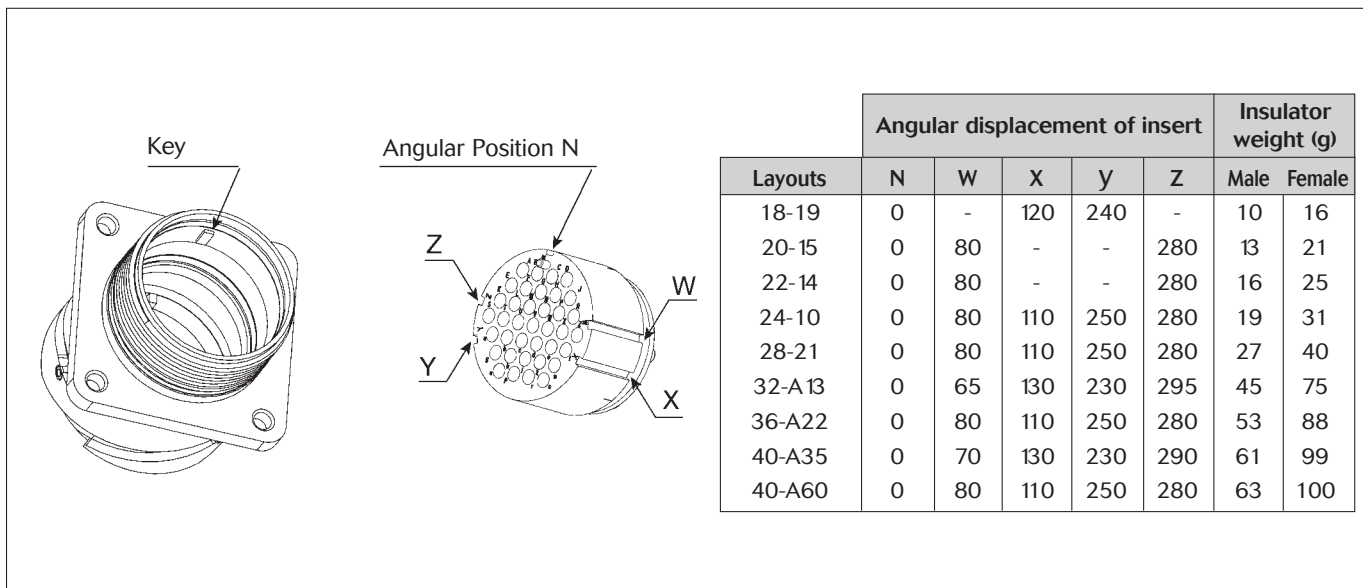 Key
Angular Position N
Z
Y
W
X
Angular displacement of insert
Insulator weight (g)
Layouts N W X y Z Male Female
18-19 0 - 120 240 - 10 16
20-15 0 80 - - 280 13 21
22-14 0 80 - - 280 16 25
24-10 0 80 110 250 280 19 31
28-21 0 80 110 250 280 27 40
32-A13 0 65 130 230 295 45 75
36-A22 0 80 110 250 280 53 88
40-A35 0 70 130 230 290 61 99
40-A60 0 80 110 250 280 63 100